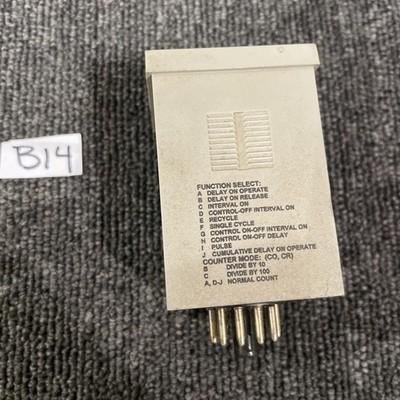 B14
FUNCTION SELECT:
A DELAY ON OPERATE
B DELAY ON RELEASE
C INTERVAL ON
D CONTROL-OFF INTERVAL ON
E RECYCLE
F SINGLE CYCLE
G CONTROL ON-OFF INTERVAL ON
H CONTROL ON-OFF DELAY
I PULSE
J CUMULATIVE DELAY ON OPERATE
COUNTER MODE: (CO, CR)
B DIVIDE BY 10
C DIVIDE BY 100
A, D-J NORMAL COUNT